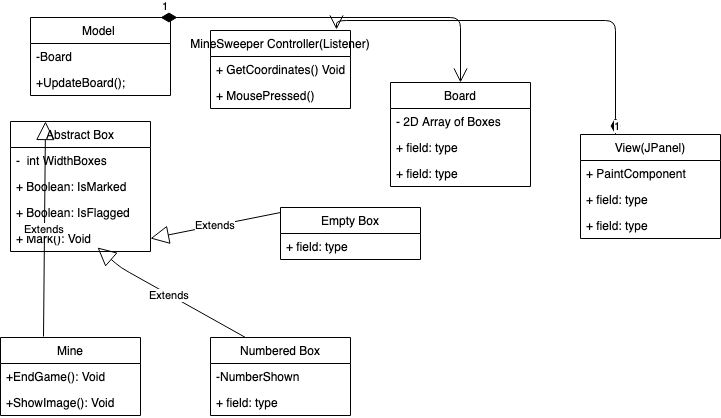 1
Model
-Board
+UpdateBoard();
MineSweeper Controller(Listener)
+ GetCoordinates() Void
+ MousePressed()
Board
- 2D Array of Boxes
+ field: type
+ field: type
1
View(JPanel)
+ PaintComponent
+ field: type
+ field: type
Abstract Box
- int WidthBoxes
+ Boolean: IsMarked
+ Boolean: IsFlagged
+ Mark(): Void
Extends
Extends
Empty Box
+ field: type
Extends
Mine
+EndGame(): Void
+ShowImage(): Void
Numbered Box
-NumberShown
+ field: type